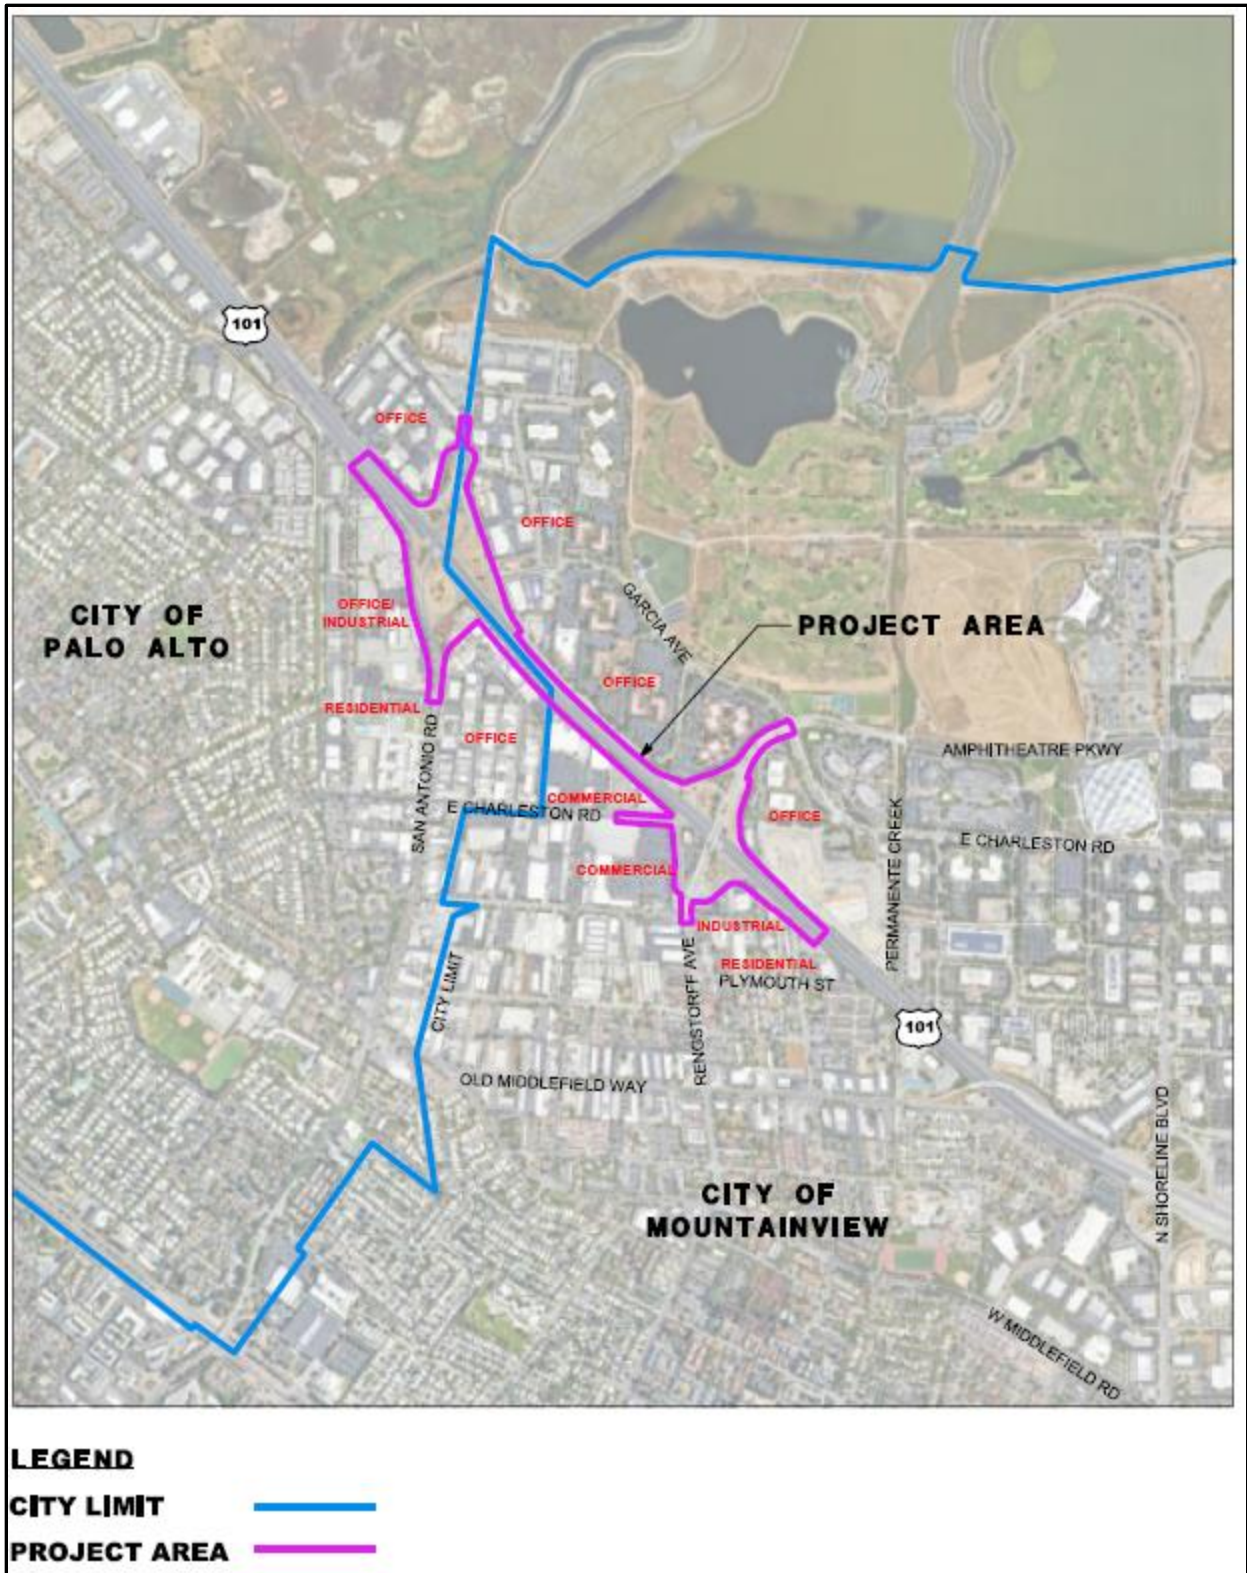 101
OFFICE
OFFICE
GARCIA AVE
OFFICE/
INDUSTRIAL
CITY OF
PALO ALTO
PROJECT AREA
OFFICE
RESIDENTIAL
SAN ANTONIO RD
OFFICE
AMPHITHEATRE PKWY
COMMERCIAL
E CHARLESTON RD
OFFICE
PERMANENTE CREEK
E CHARLESTON RD
COMMERCIAL
INDUSTRIAL
RESIDENTIAL
PLYMOUTH ST
RENGSTORFF AVE
CITY LIMIT
101
OLD MIDDLEFIELD WAY
N SHORELINE BLVD
CITY OF
MOUNTAINVIEW
W MIDDLEFIELD RD
LEGEND
CITY LIMIT
PROJECT AREA